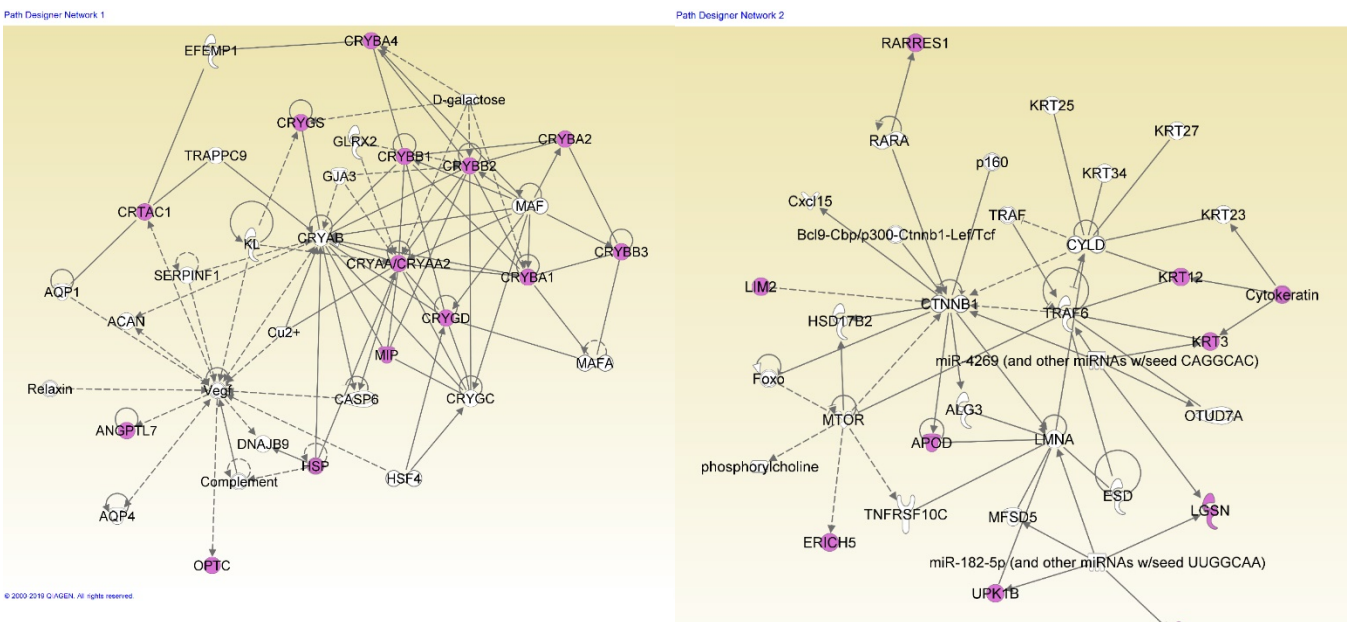 Path Designer Network 1
EFEMP1
CRYBA4
D-galactose
CRYGS
GLRX2
CRYBB1
CRYBA2
CRYBB2
TRAPPC9
GJA3
MAF
CRTAC1
KL
CRYAB
CRYBB3
SERPINF1
CRYAA/CRYAA2
CRYBA1
AQP1
ACAN
Cu2+
CRYGD
MIP
MAFA
Relaxin
Vegf
CASP6
CRYGC
ANGPTL7
DNAJB9
HSP
Complement
HSF4
AQP4
OPTC
© 2000-2019 QIAGEN. All rights reserved.
Path Designer Network 2
RARRES1
KRT25
RARA
KRT27
p160
KRT34
Cxcl15
TRAF
KRT23
Bcl9-Cbp/p300-Ctnnb1-Lef/Tcf
CYLD
LIM2
KRT12
Cytokeratin
CTNNB1
HSD17B2
TRAF6
KRT3
miR-4269 (and other miRNAs w/seed CAGGCAC)
Foxo
MTOR
ALG3
OTUD7A
APOD
LMNA
phosphorylcholine
ESD
TNFRSF10C
MFSD5
LGSN
ERICH5
miR-182-5p (and other miRNAs w/seed UUGGCAA)
UPK1B